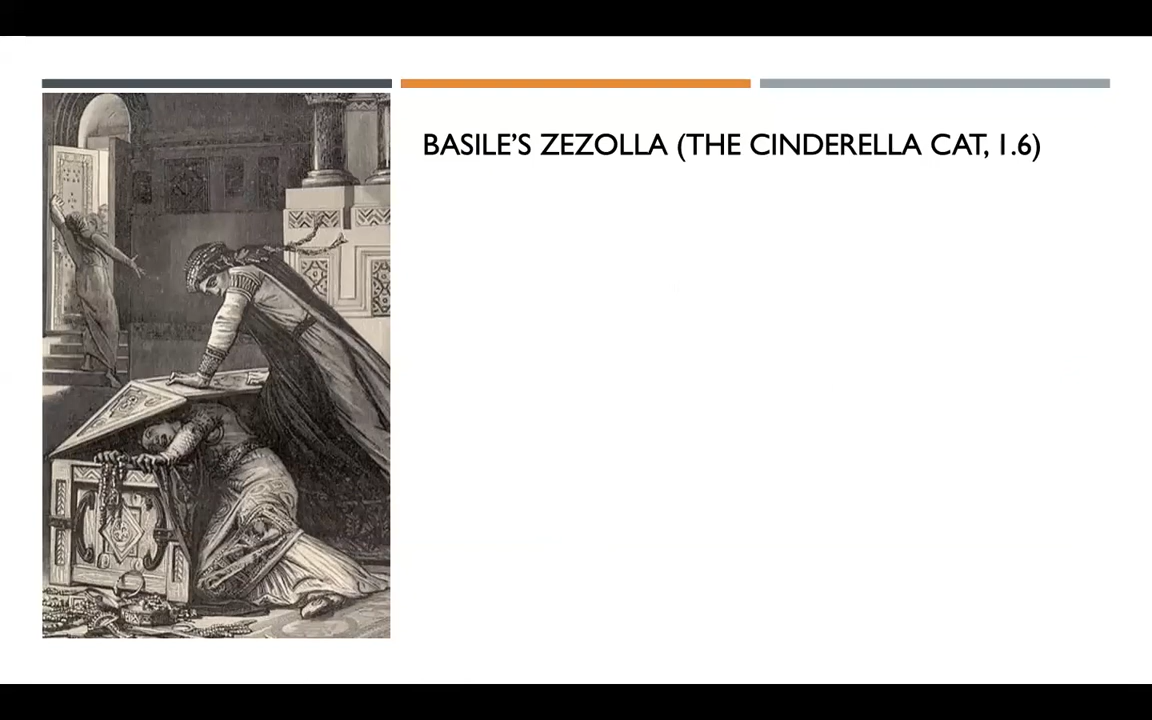 BASILE’S ZEZOLLA (THE CINDERELLA CAT, 1.6)